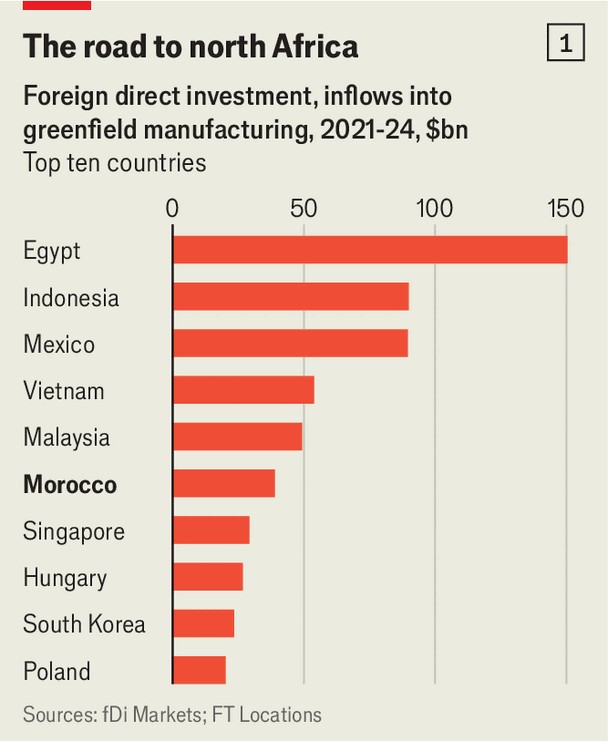 The road to north Africa
1
Foreign direct investment, inflows into
greenfield manufacturing, 2021-24, $bn
Top ten countries
0 50 100 150
Egypt
Indonesia
Mexico
Vietnam
Malaysia
Morocco
Singapore
Hungary
South Korea
Poland
Sources: fDi Markets; FT Locations